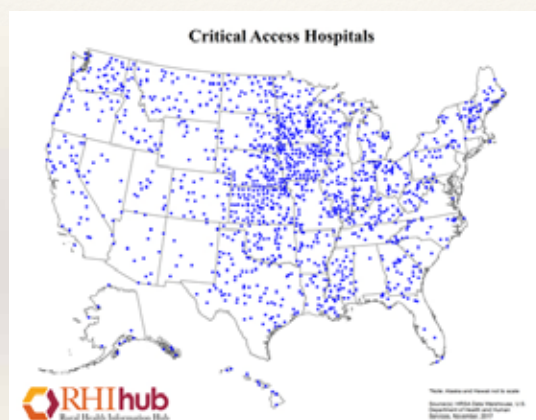 Critical Access Hospitals
RHIhub
Rural Health Information Hub
*Note: Alaska and Hawaii not to scale
Source(s): HRSA Data Warehouse, U.S.
Department of Health and Human
Services, November, 2017